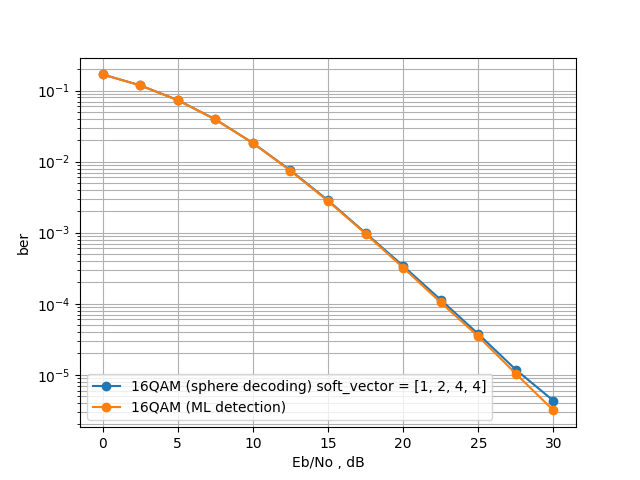 10⁻¹
10⁻²
10⁻³
10⁻⁴
10⁻⁵
ber
16QAM (sphere decoding) soft_vector = [1, 2, 4, 4]
16QAM (ML detection)
0 5 10 15 20 25 30
Eb/No , dB